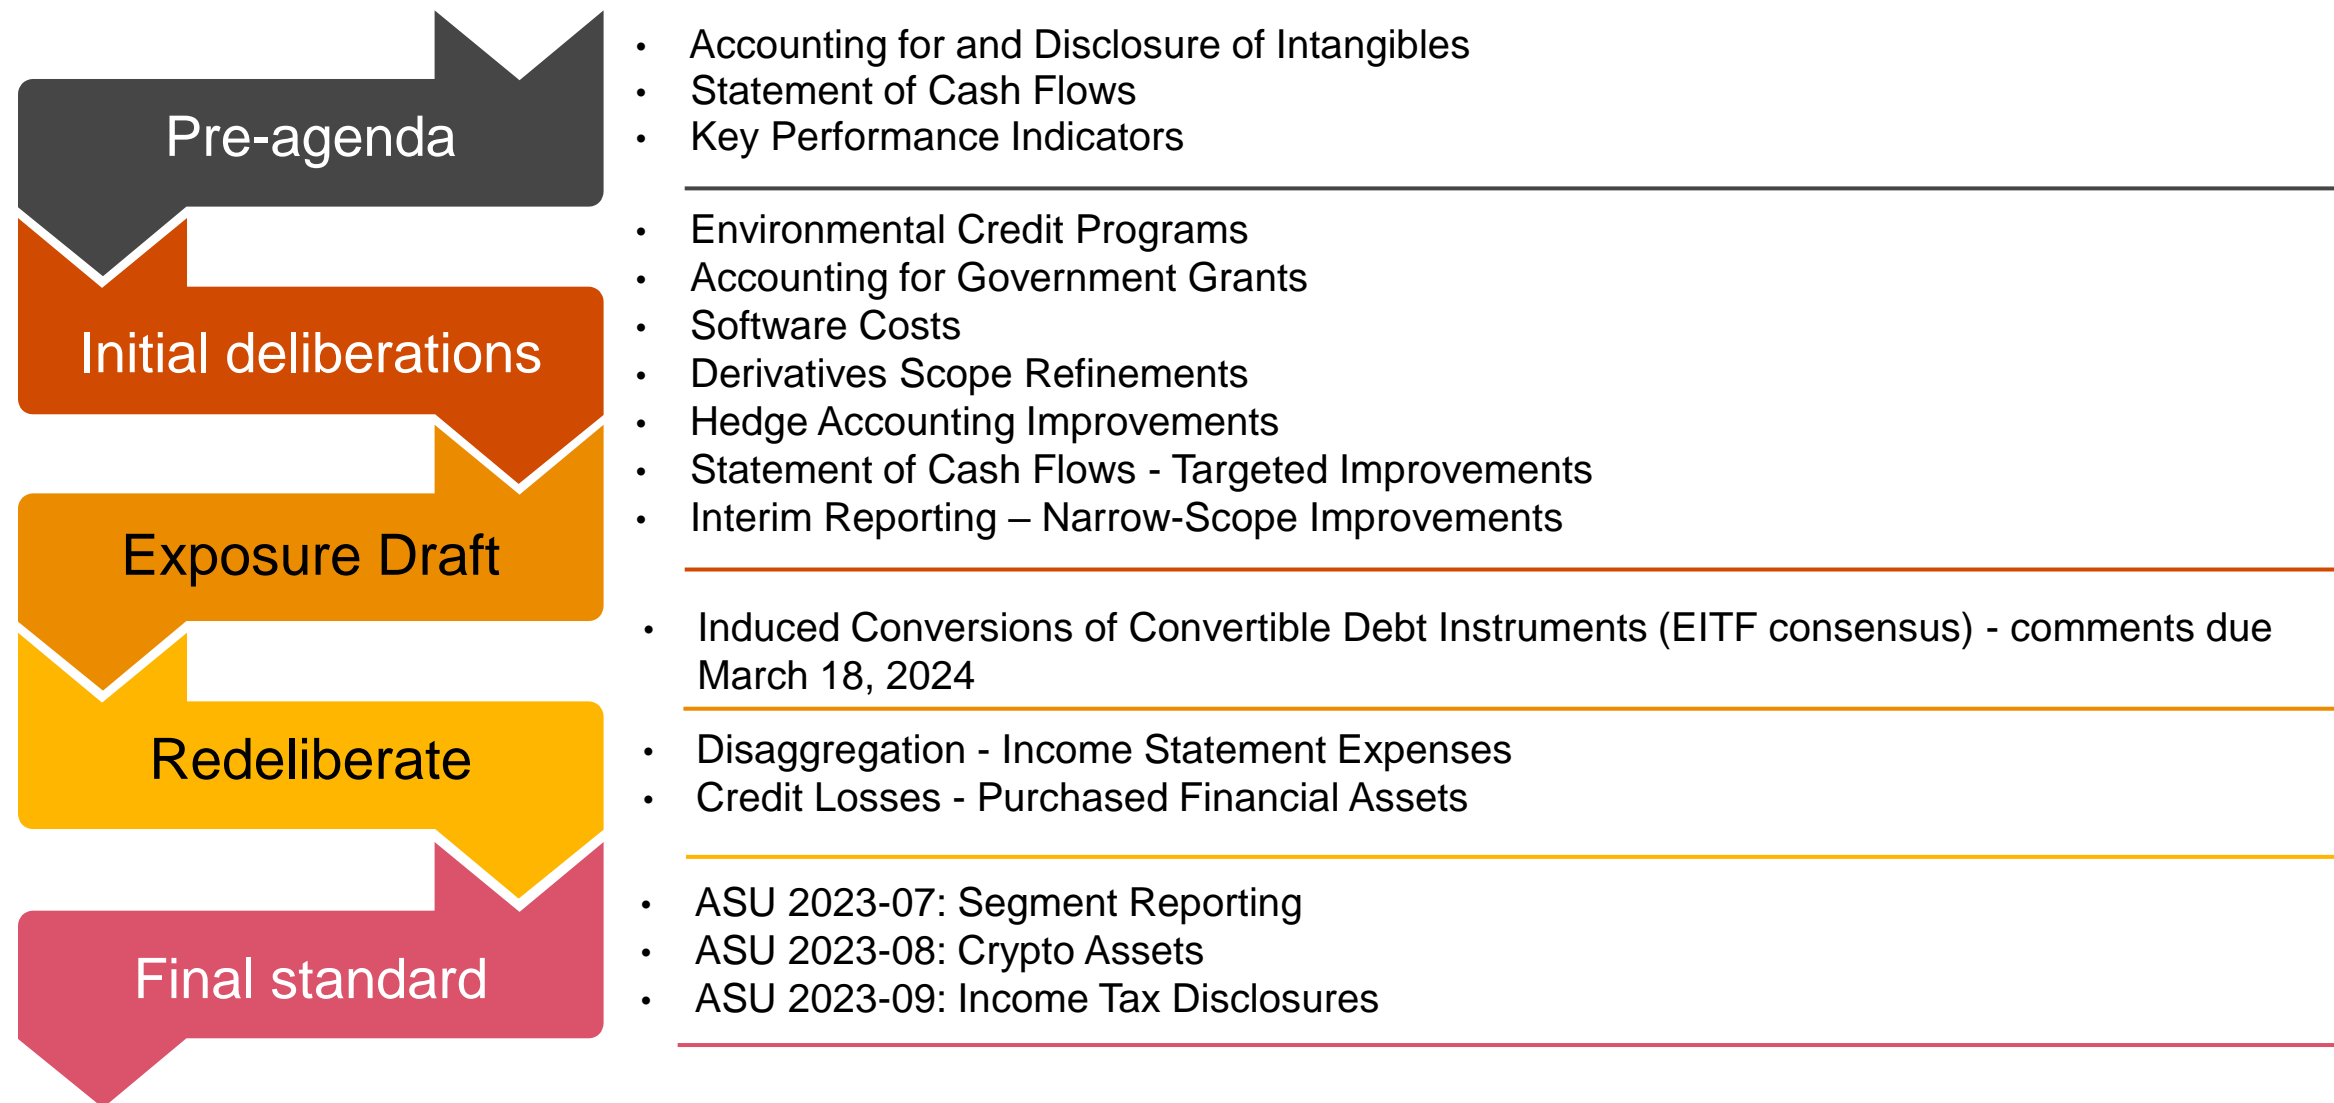 Pre-agenda
• Accounting for and Disclosure of Intangibles
• Statement of Cash Flows
• Key Performance Indicators
Initial deliberations
• Environmental Credit Programs
• Accounting for Government Grants
• Software Costs
• Derivatives Scope Refinements
• Hedge Accounting Improvements
• Statement of Cash Flows - Targeted Improvements
• Interim Reporting – Narrow-Scope Improvements
Exposure Draft
• Induced Conversions of Convertible Debt Instruments (EITF consensus) - comments due
March 18, 2024
Redeliberate
• Disaggregation - Income Statement Expenses
• Credit Losses - Purchased Financial Assets
Final standard
• ASU 2023-07: Segment Reporting
• ASU 2023-08: Crypto Assets
• ASU 2023-09: Income Tax Disclosures